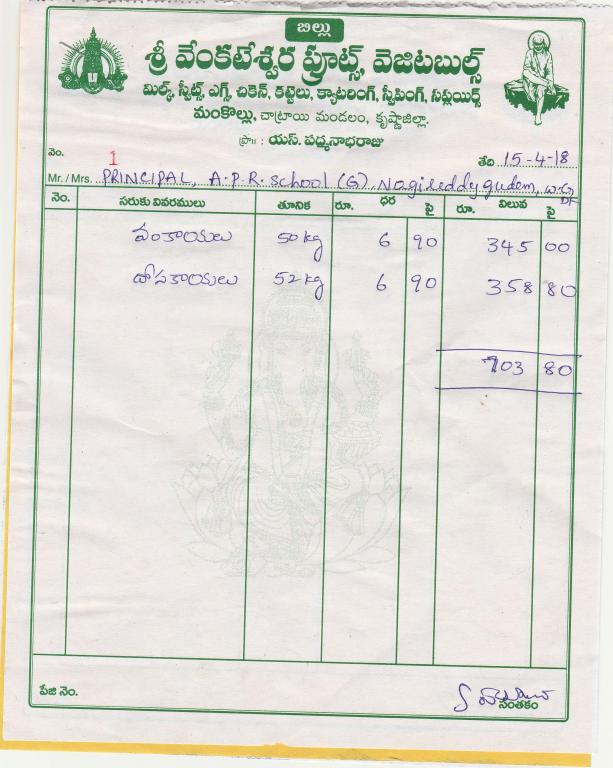 బిల్లు
శ్రీ వేంకటేశ్వర ఫ్రూట్స్, వెజిటబుల్స్
మిల్క్, స్వీట్స్, ఎగ్స్, చికెన్, కట్టెలు, క్యాటరింగ్, స్వీపింగ్, సప్లయర్స్
మంకొల్లు, చాట్రాయి మండలం, కృష్ణాజిల్లా.
ప్రొ॥ : యస్. పద్మనాభరాజు
నెం. 1 తేది 15-4-18
Mr. / Mrs. PRINCIPAL, A.P.R. School (G), Nagireddygudem, W.G DT
నెం. సరుకు వివరములు తూనిక రూ. ధర పై రూ. విలువ పై
వంకాయలు 50 kg 6 90 345 00
దోసకాయలు 52 kg 6 90 358 80
703 80
పేజి నెం.
సంతకం